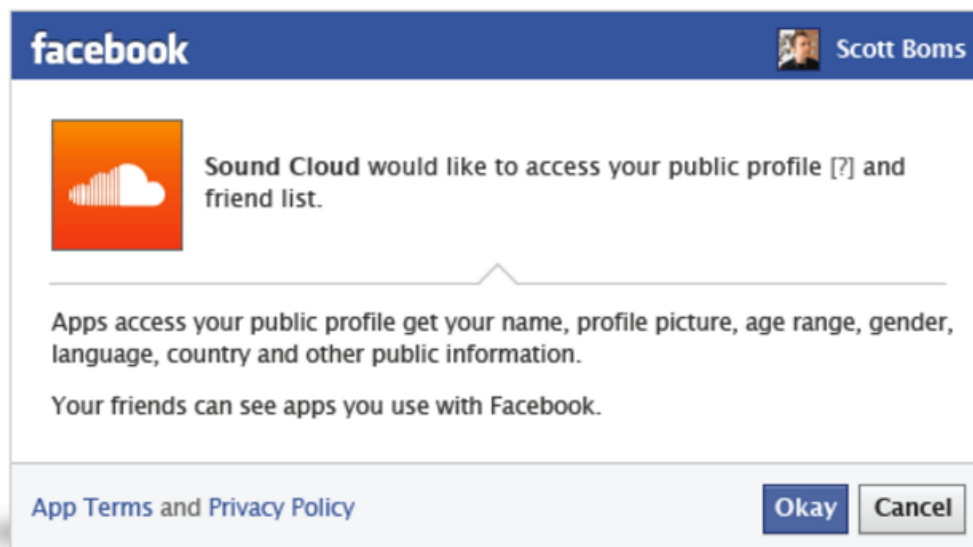 facebook
Scott Boms
Sound Cloud would like to access your public profile [?] and
friend list.
Apps access your public profile get your name, profile picture, age range, gender,
language, country and other public information.
Your friends can see apps you use with Facebook.
App Terms and Privacy Policy
Okay
Cancel